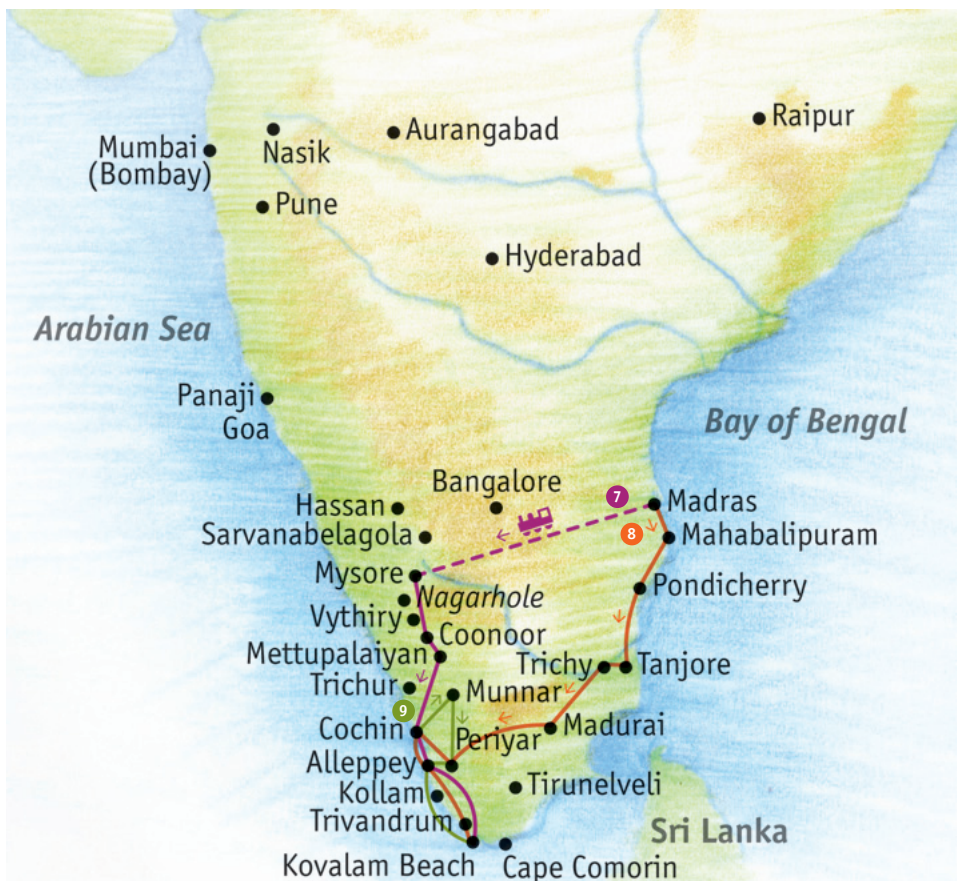 Raipur
Aurangabad
Nasik
Mumbai
(Bombay)
Pune
Hyderabad
Arabian Sea
Panaji
Goa
Bay of Bengal
Bangalore
7
Madras
Hassan
8
Sarvanabelagola
Mahabalipuram
Mysore
Pondicherry
Nagarhole
Vythiry
Coonoor
Mettupalaiyan
Trichy
Tanjore
Trichur
Munnar
9
Cochin
Madurai
Periyar
Alleppey
Tirunelveli
Kollam
Trivandrum
Sri Lanka
Kovalam Beach
Cape Comorin